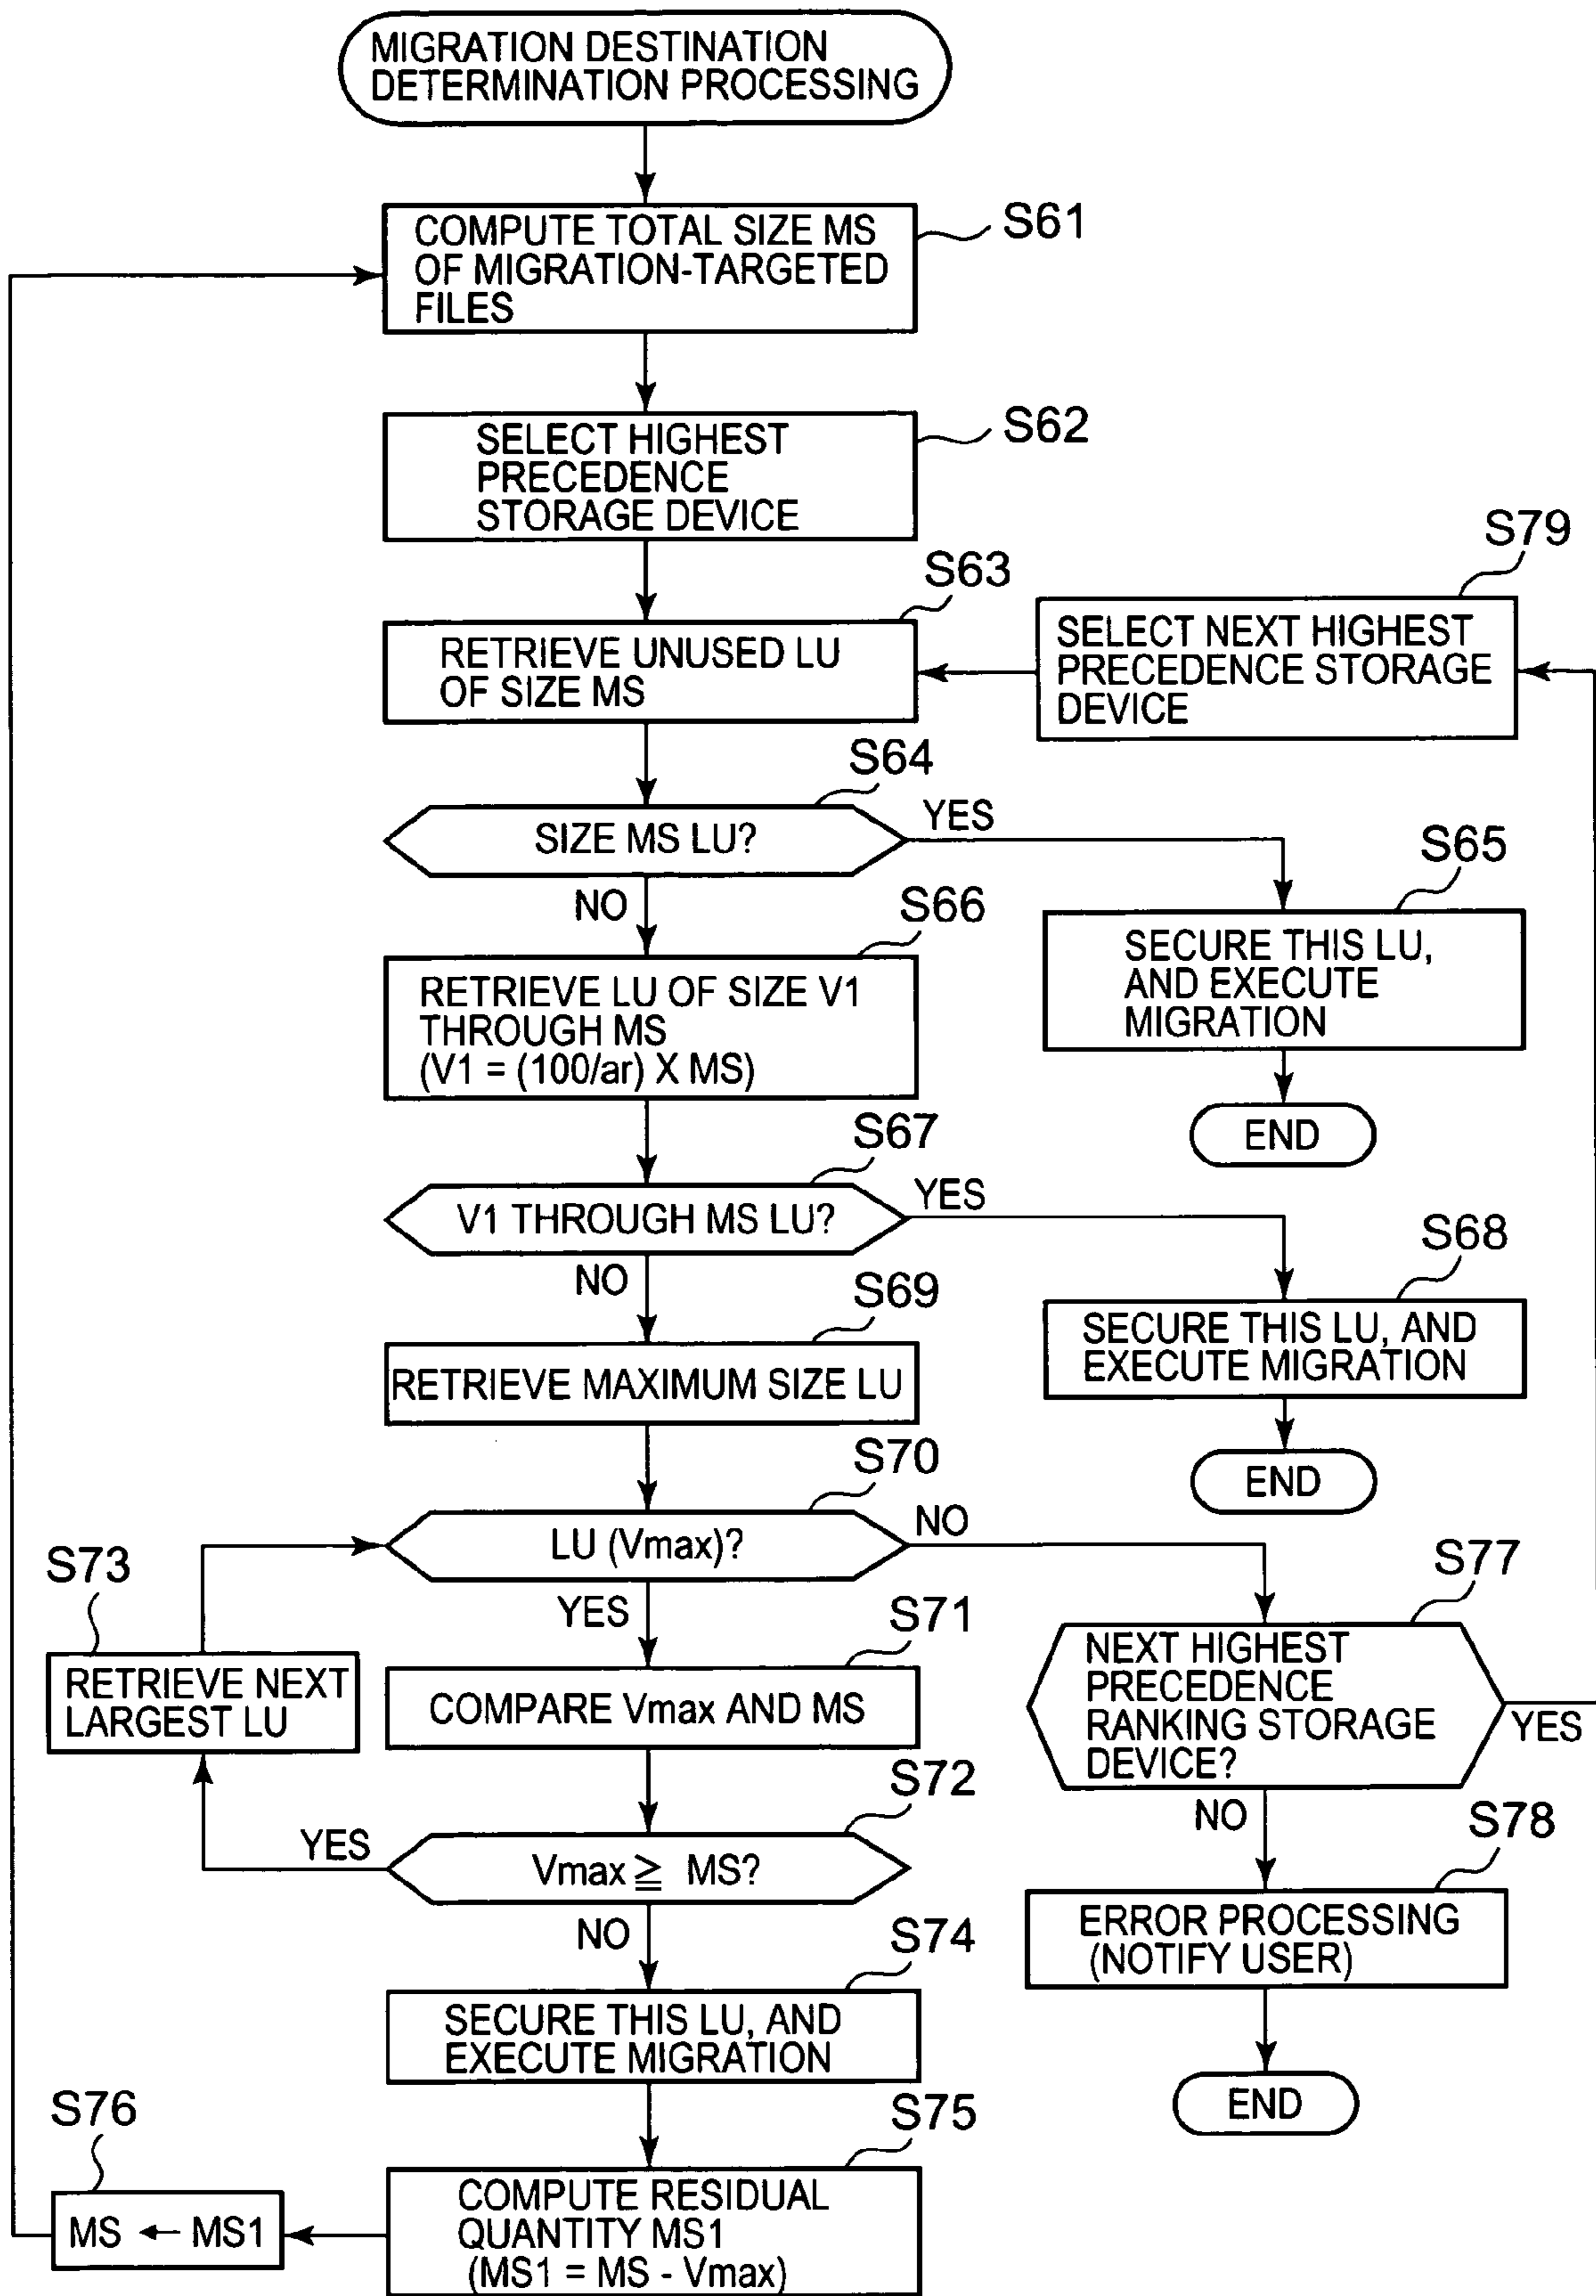 MIGRATION DESTINATION
DETERMINATION PROCESSING
S61
COMPUTE TOTAL SIZE MS
OF MIGRATION-TARGETED
FILES
S62
SELECT HIGHEST
PRECEDENCE
STORAGE DEVICE
S79
SELECT NEXT HIGHEST
PRECEDENCE STORAGE
DEVICE
S63
RETRIEVE UNUSED LU
OF SIZE MS
S64
SIZE MS LU?
YES
NO
S65
SECURE THIS LU,
AND EXECUTE
MIGRATION
END
S66
RETRIEVE LU OF SIZE V1
THROUGH MS
(V1 = (100/ar) X MS)
S67
V1 THROUGH MS LU?
YES
NO
S68
SECURE THIS LU, AND
EXECUTE MIGRATION
END
S69
RETRIEVE MAXIMUM SIZE LU
S70
LU (Vmax)?
NO
YES
S73
RETRIEVE NEXT
LARGEST LU
S71
COMPARE Vmax AND MS
S77
NEXT HIGHEST
PRECEDENCE
RANKING STORAGE
DEVICE?
YES
NO
S72
Vmax ≧ MS?
YES
NO
S78
ERROR PROCESSING
(NOTIFY USER)
END
S74
SECURE THIS LU, AND
EXECUTE MIGRATION
S75
COMPUTE RESIDUAL
QUANTITY MS1
(MS1 = MS - Vmax)
S76
MS ← MS1